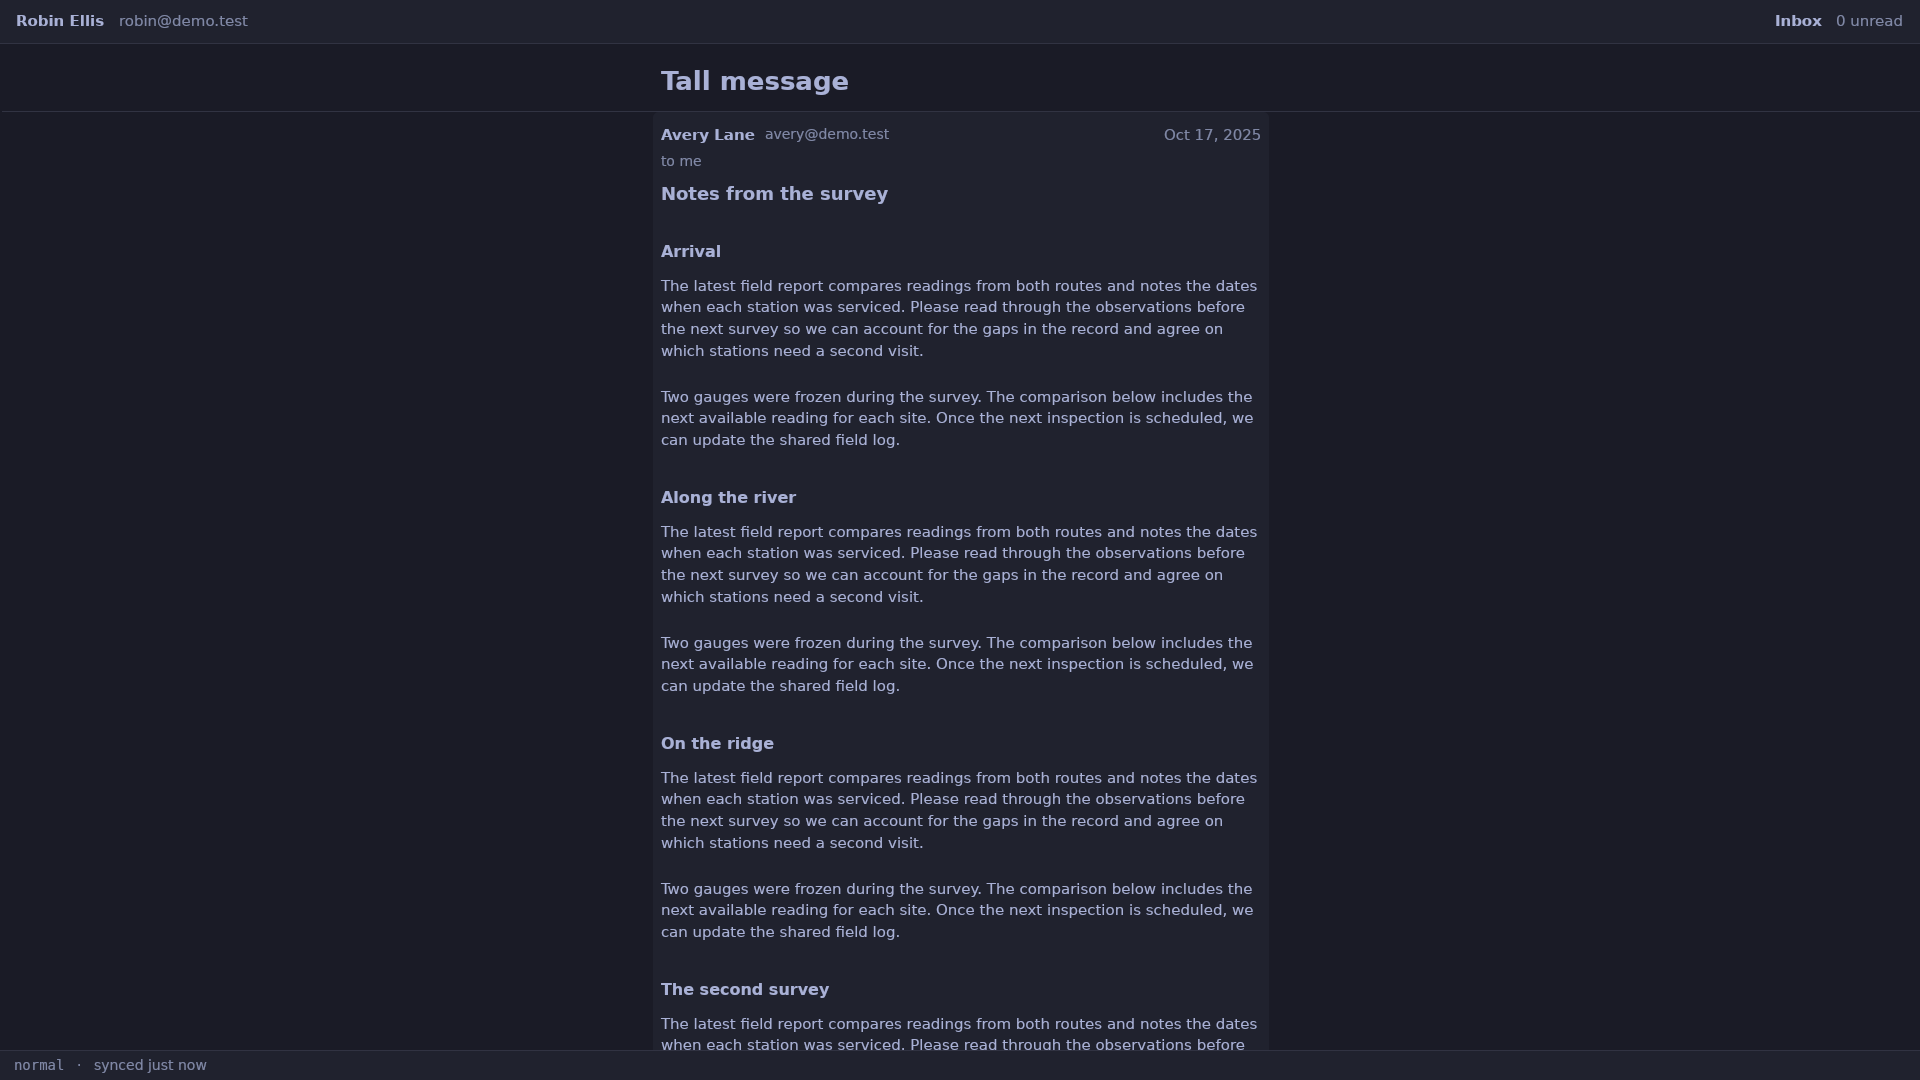 Robin Ellis robin@demo.test
Inbox 0 unread
Tall message
Avery Lane avery@demo.test Oct 17, 2025
to me
Notes from the survey
Arrival
The latest field report compares readings from both routes and notes the dates
when each station was serviced. Please read through the observations before
the next survey so we can account for the gaps in the record and agree on
which stations need a second visit.
Two gauges were frozen during the survey. The comparison below includes the
next available reading for each site. Once the next inspection is scheduled, we
can update the shared field log.
Along the river
The latest field report compares readings from both routes and notes the dates
when each station was serviced. Please read through the observations before
the next survey so we can account for the gaps in the record and agree on
which stations need a second visit.
Two gauges were frozen during the survey. The comparison below includes the
next available reading for each site. Once the next inspection is scheduled, we
can update the shared field log.
On the ridge
The latest field report compares readings from both routes and notes the dates
when each station was serviced. Please read through the observations before
the next survey so we can account for the gaps in the record and agree on
which stations need a second visit.
Two gauges were frozen during the survey. The comparison below includes the
next available reading for each site. Once the next inspection is scheduled, we
can update the shared field log.
The second survey
The latest field report compares readings from both routes and notes the dates
when each station was serviced. Please read through the observations before
normal · synced just now